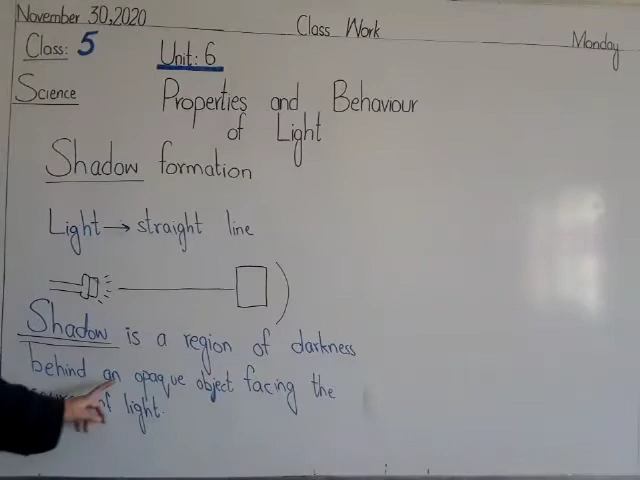 November 30, 2020 Class Work Monday
Class: 5 Unit: 6
Science Properties and Behaviour
of Light
Shadow formation
Light → straight line
Shadow is a region of darkness
behind an opaque object facing the
of light.